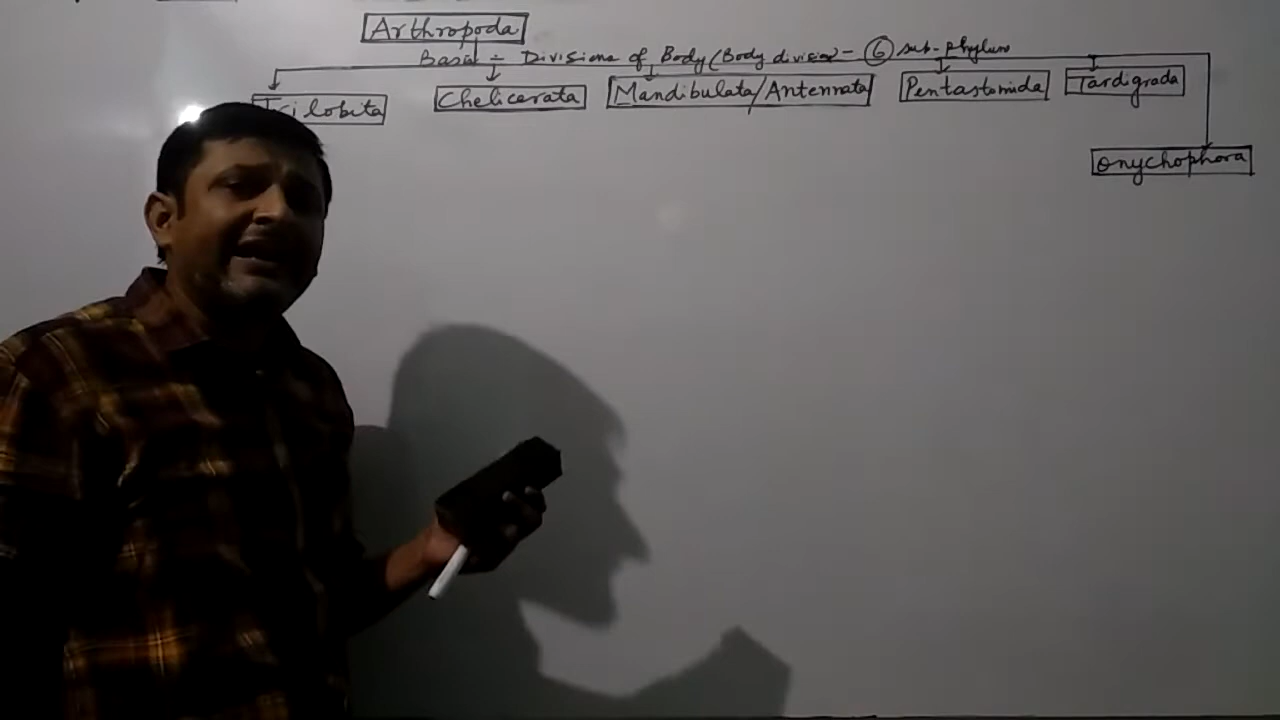 Arthropoda
Basis ÷ Divisions of Body (Body division - 6 sub-phylum
Trilobita Chelicerata Mandibulata/Antennata Pentastomida Tardigrada
Onychophora